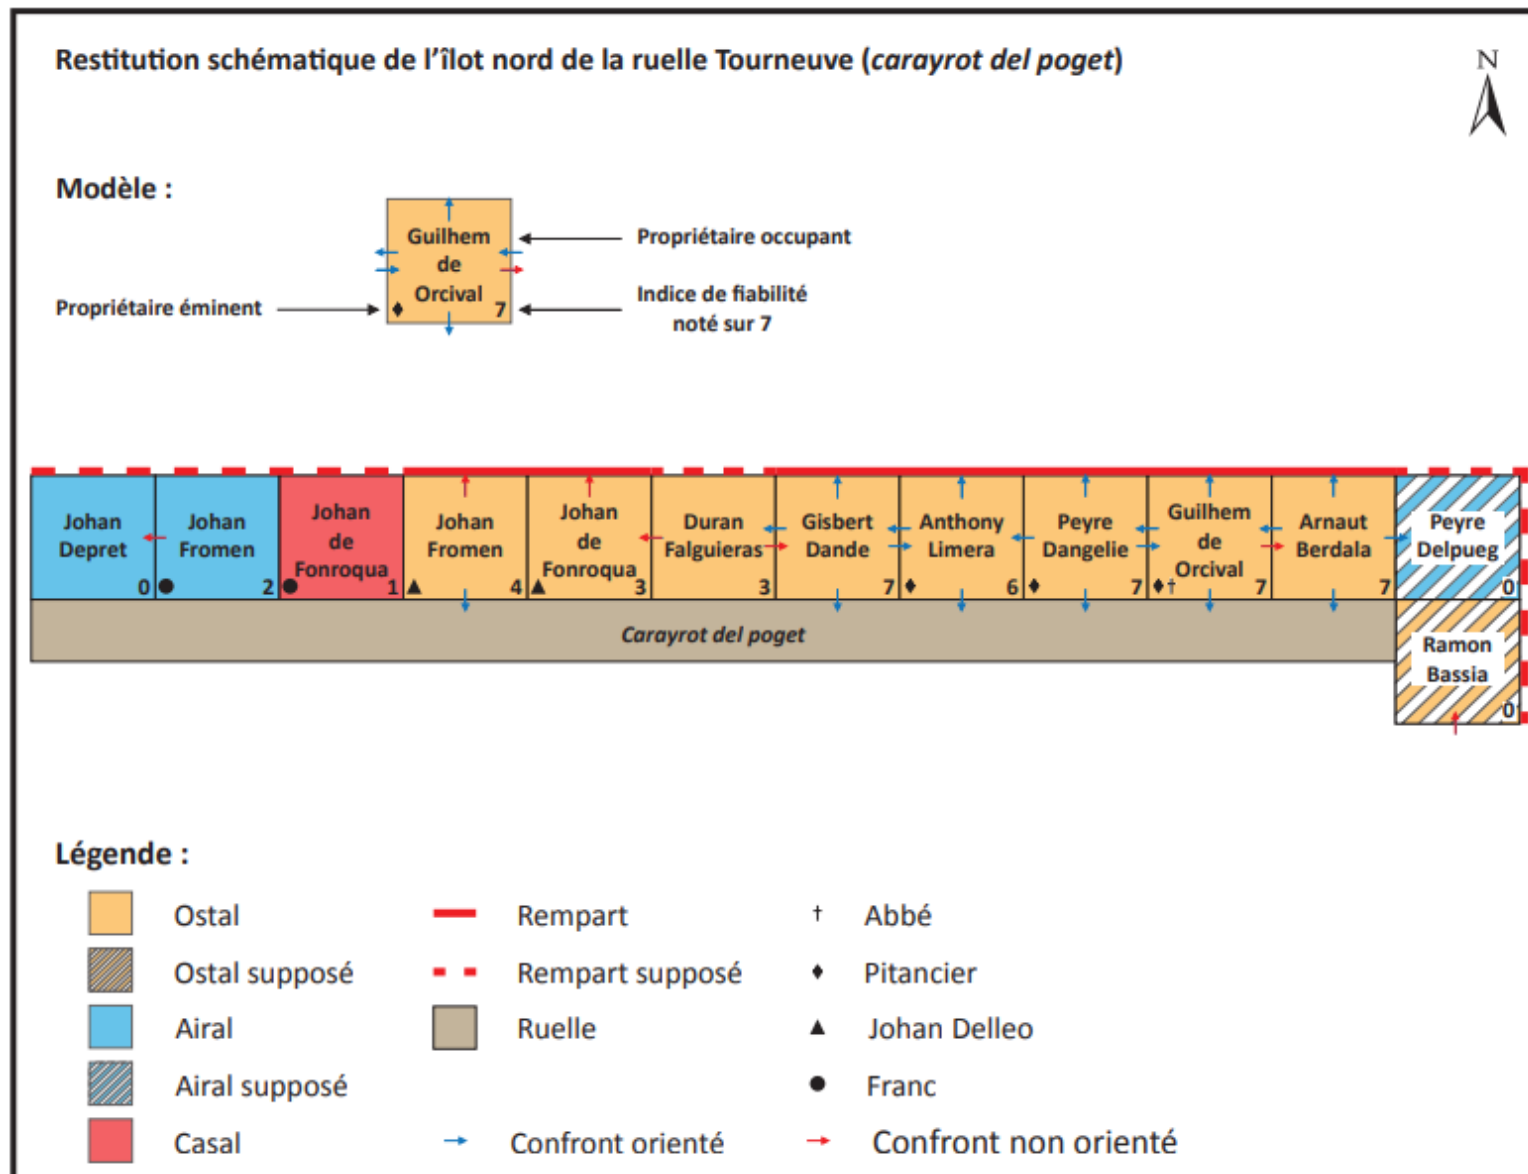 Restitution schématique de l'îlot nord de la ruelle Tourneuve (carayrot del poget)
N
Modèle :
Guilhem
de
Orcival
7
Propriétaire occupant
Propriétaire éminent
Indice de fiabilité
noté sur 7
Johan
Depret
0
Johan
Fromen
2
Johan
de
Fonroqua
1
Johan
Fromen
4
Johan
de
Fonroqua
3
Duran
Falguieras
3
Gisbert
Dande
7
Anthony
Limera
6
Peyre
Dangelie
7
Guilhem
de
Orcival
†
7
Arnaut
Berdala
7
Peyre
Delpueg
0
Carayrot del poget
Ramon
Bassia
0
Légende :
Ostal
Ostal supposé
Airal
Airal supposé
Casal
Rempart
Rempart supposé
Ruelle
Confront orienté
† Abbé
Pitancier
Johan Delleo
Franc
Confront non orienté